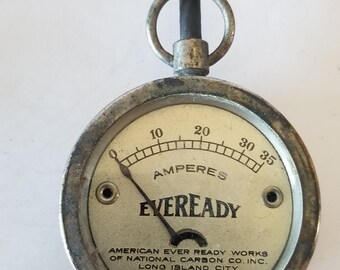 0 10 20 30 35
AMPERES
EVEREADY
AMERICAN EVER READY WORKS
OF NATIONAL CARBON CO. INC.
LONG ISLAND CITY